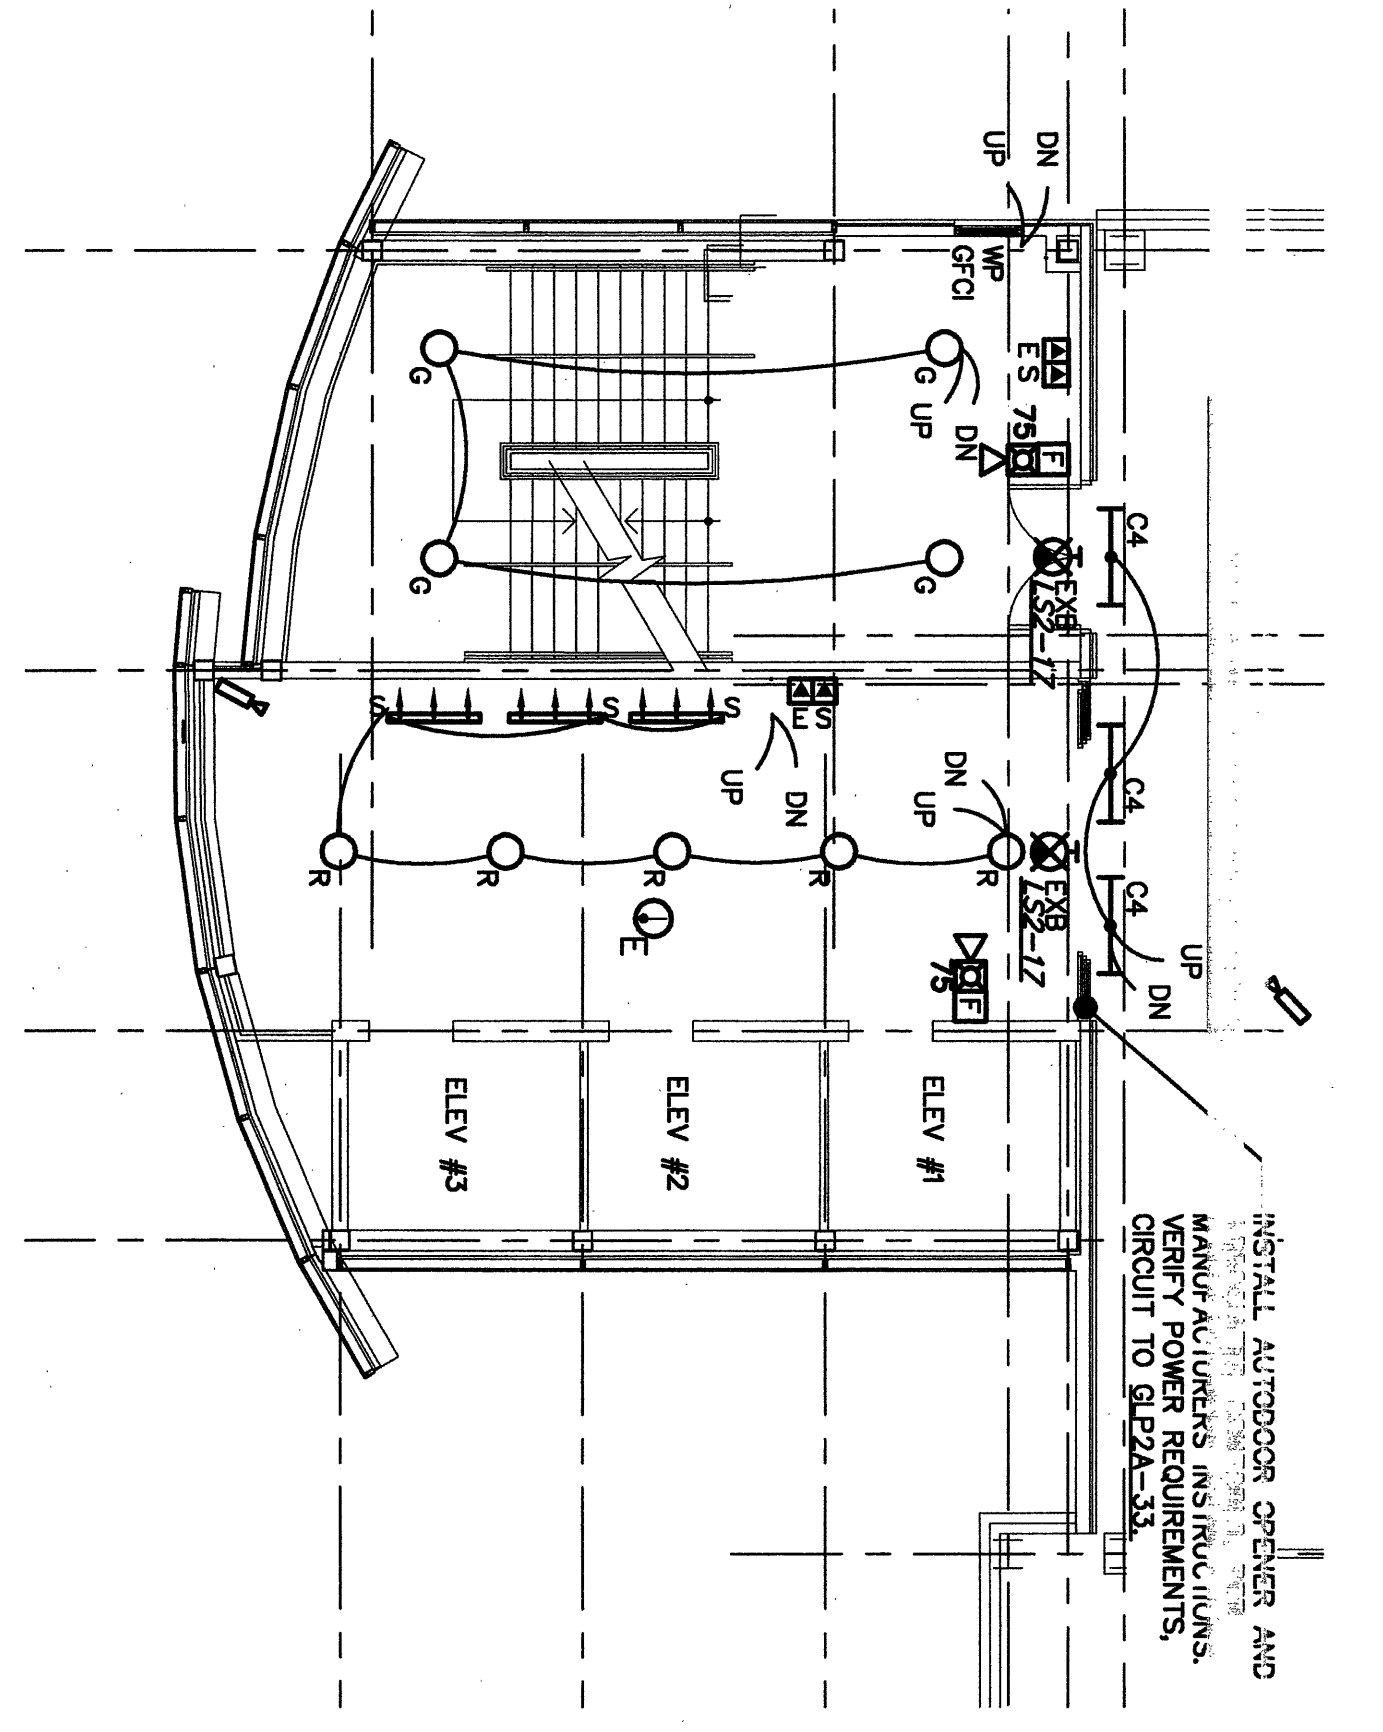 INSTALL AUTODOOR OPENER AND
MANUFACTURERS INSTRUCTIONS.
VERIFY POWER REQUIREMENTS,
CIRCUIT TO GLP2A-33.
UP
DN
WP
GFCI
E S
75
F
G
UP
DN
G
G
G
C4
EXB
LS2-17
C4
C4
UP
DN
S
S
S
E S
UP
DN
DN
UP
EXB
LS2-17
R
R
R
R
R
E
75
F
ELEV #1
ELEV #2
ELEV #3